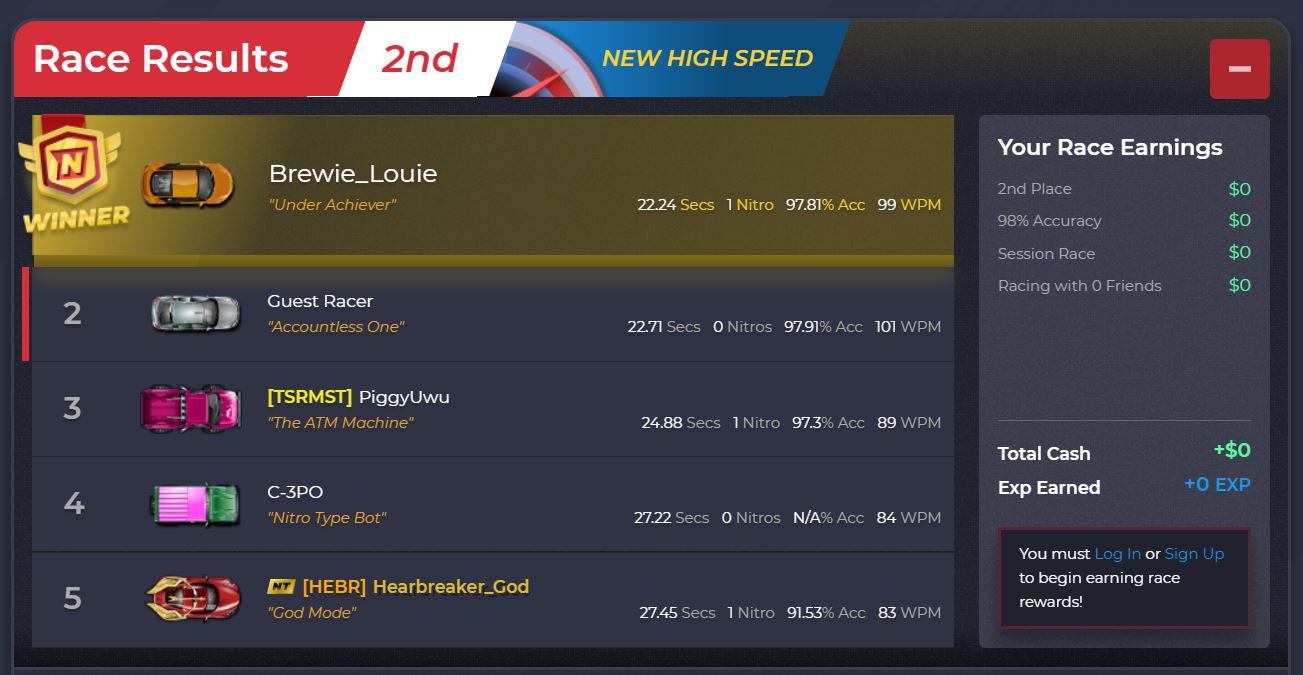 Race Results 2nd NEW HIGH SPEED
N
WINNER
Brewie_Louie
"Under Achiever" 22.24 Secs 1 Nitro 97.81% Acc 99 WPM
2
Guest Racer
"Accountless One" 22.71 Secs 0 Nitros 97.91% Acc 101 WPM
3
[TSRMST] PiggyUwu
"The ATM Machine" 24.88 Secs 1 Nitro 97.3% Acc 89 WPM
4
C-3PO
"Nitro Type Bot" 27.22 Secs 0 Nitros N/A% Acc 84 WPM
5
NT [HEBR] Hearbreaker_God
"God Mode" 27.45 Secs 1 Nitro 91.53% Acc 83 WPM
Your Race Earnings
2nd Place $0
98% Accuracy $0
Session Race $0
Racing with 0 Friends $0
Total Cash +$0
Exp Earned +0 EXP
You must Log In or Sign Up
to begin earning race
rewards!